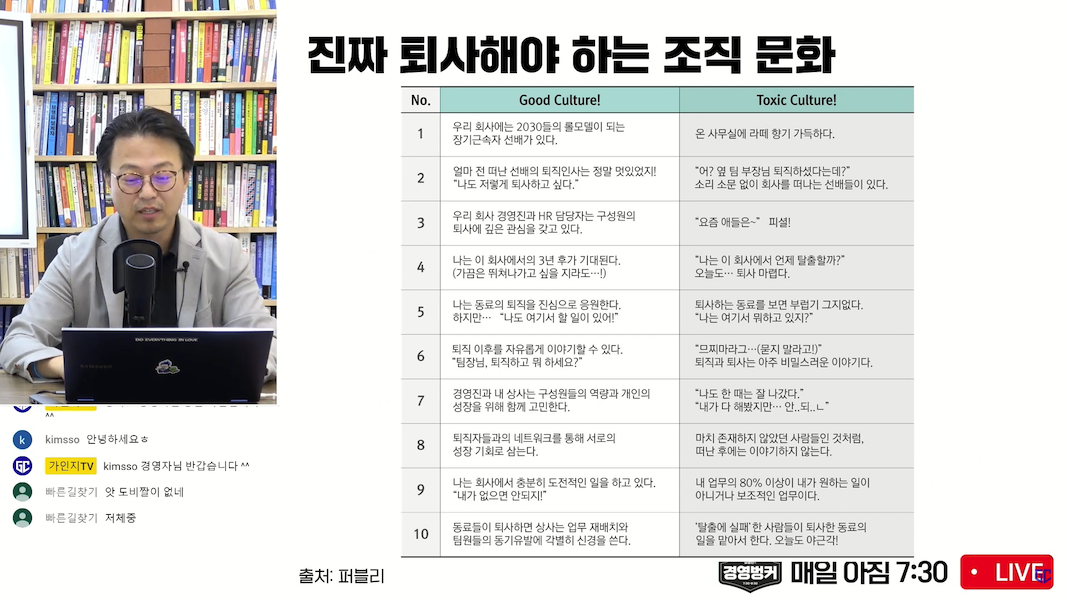 진짜 퇴사해야 하는 조직 문화
No. Good Culture! Toxic Culture!
1
우리 회사에는 2030들의 롤모델이 되는
장기근속자 선배가 있다.
온 사무실에 라떼 향기 가득하다.
2
얼마 전 떠난 선배의 퇴직인사는 정말 멋있었지!
“나도 저렇게 퇴사하고 싶다.”
“어? 옆 팀 부장님 퇴직하셨다는데?”
소리 소문 없이 회사를 떠나는 선배들이 있다.
3
우리 회사 경영진과 HR 담당자는 구성원의
퇴사에 깊은 관심을 갖고 있다.
“요즘 애들은~” 피셜!
4
나는 이 회사에서의 3년 후가 기대된다.
(가끔은 뛰쳐나가고 싶을 지라도…!)
“나는 이 회사에서 언제 탈출할까?”
오늘도… 퇴사 마렵다.
5
나는 동료의 퇴직을 진심으로 응원한다.
하지만… “나도 여기서 할 일이 있어!”
퇴사하는 동료를 보면 부럽기 그지없다.
“나는 여기서 뭐하고 있지?”
6
퇴직 이후를 자유롭게 이야기할 수 있다.
“팀장님, 퇴직하고 뭐 하세요?”
“므찌마라그…(묻지 말라고!)”
퇴직과 퇴사는 아주 비밀스러운 이야기다.
7
경영진과 내 상사는 구성원들의 역량과 개인의
성장을 위해 함께 고민한다.
“나도 한 때는 잘 나갔다.”
“내가 다 해봤지만… 안..되..ㄴ”
8
퇴직자들과의 네트워크를 통해 서로의
성장 기회로 삼는다.
마치 존재하지 않았던 사람들인 것처럼,
떠난 후에는 이야기하지 않는다.
9
나는 회사에서 충분히 도전적인 일을 하고 있다.
“내가 없으면 안되지!”
내 업무의 80% 이상이 내가 원하는 일이
아니거나 보조적인 업무이다.
10
동료들이 퇴사하면 상사는 업무 재배치와
팀원들의 동기유발에 각별히 신경을 쓴다.
‘탈출에 실패’한 사람들이 퇴사한 동료의
일을 맡아서 한다. 오늘도 야근각!
출처: 퍼블리
경영벙커
매일 아침 7:30
LIVE
DO EVERYTHING IN LOVE
^^
k kimsso 안녕하세요ㅎ
GC 가인지TV kimsso 경영자님 반갑습니다 ^^
빠른길찾기 앗 도비짤이 없네
빠른길찾기 저체중